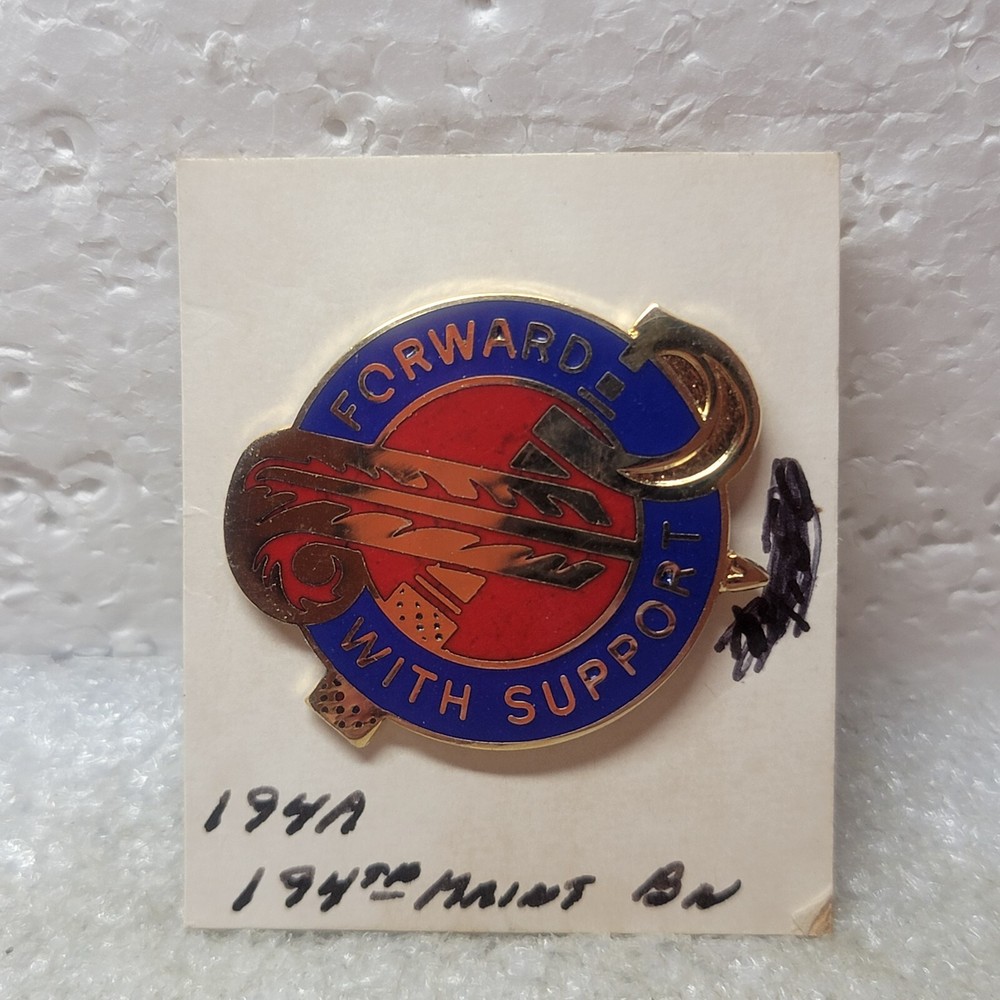 FORWARD
WITH SUPPORT
194A
194TH MAINT BN